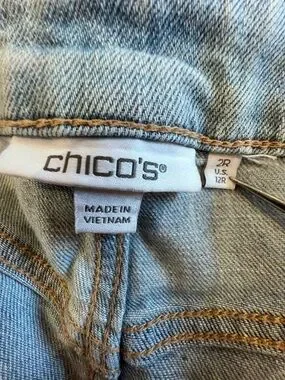 chico's®
2R
U.S.
12R
MADE IN
VIETNAM